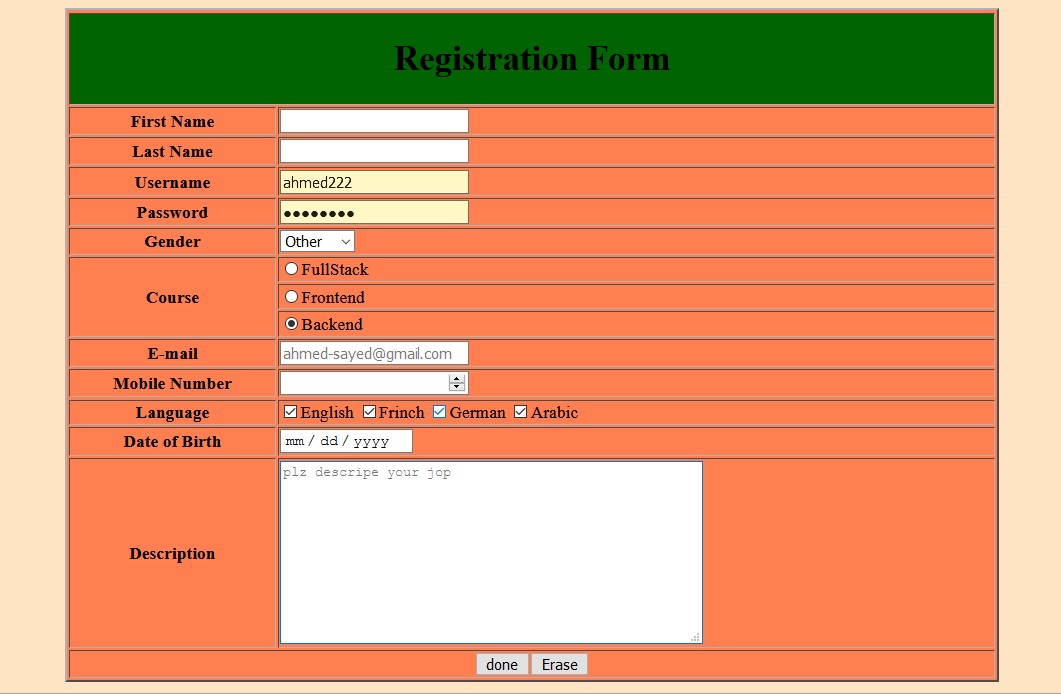 Registration Form
First Name
Last Name
Username ahmed222
Password ●●●●●●●●
Gender Other
FullStack
Course Frontend
Backend
E-mail ahmed-sayed@gmail.com
Mobile Number
Language English Frinch German Arabic
Date of Birth mm / dd / yyyy
plz descripe your jop
Description
done Erase